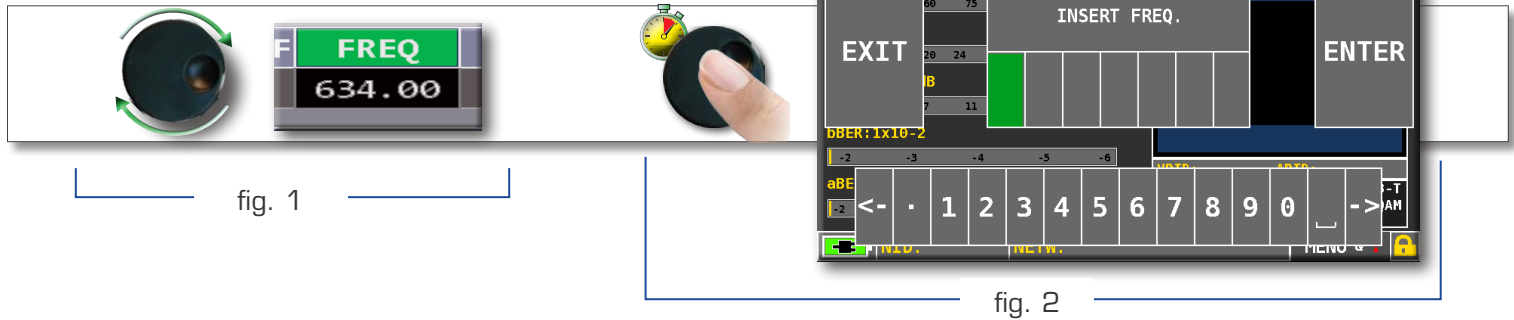 60 75
INSERT FREQ.
F FREQ
EXIT
20 24
ENTER
634.00
11
bBER:1x10-2
-2 -3 -4 -5 -6
aBE
<- · 1 2 3 4 5 6 7 8 9 0 ⎵ ->
-2
-T
AM
NID:
NETW.
MENU &
fig. 1
fig. 2